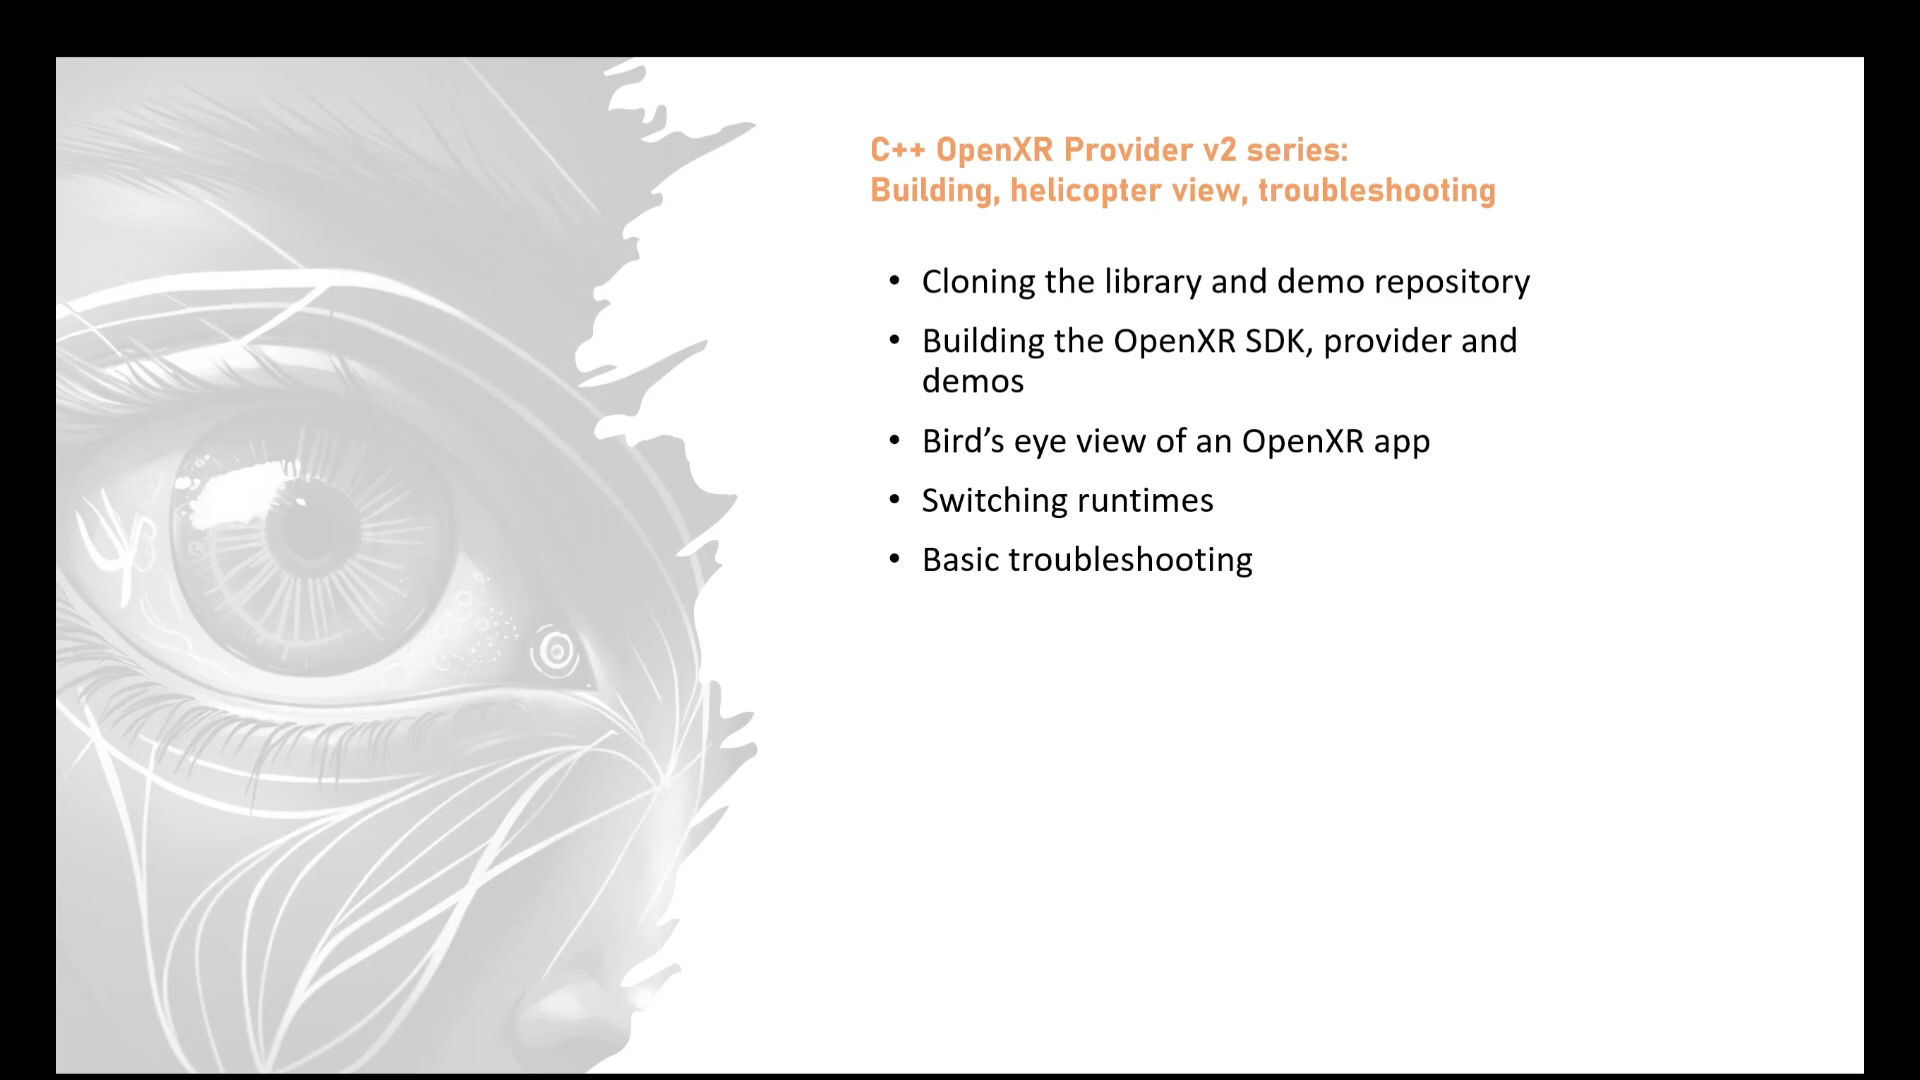 C++ OpenXR Provider v2 series:
Building, helicopter view, troubleshooting
• Cloning the library and demo repository
• Building the OpenXR SDK, provider and
demos
• Bird’s eye view of an OpenXR app
• Switching runtimes
• Basic troubleshooting